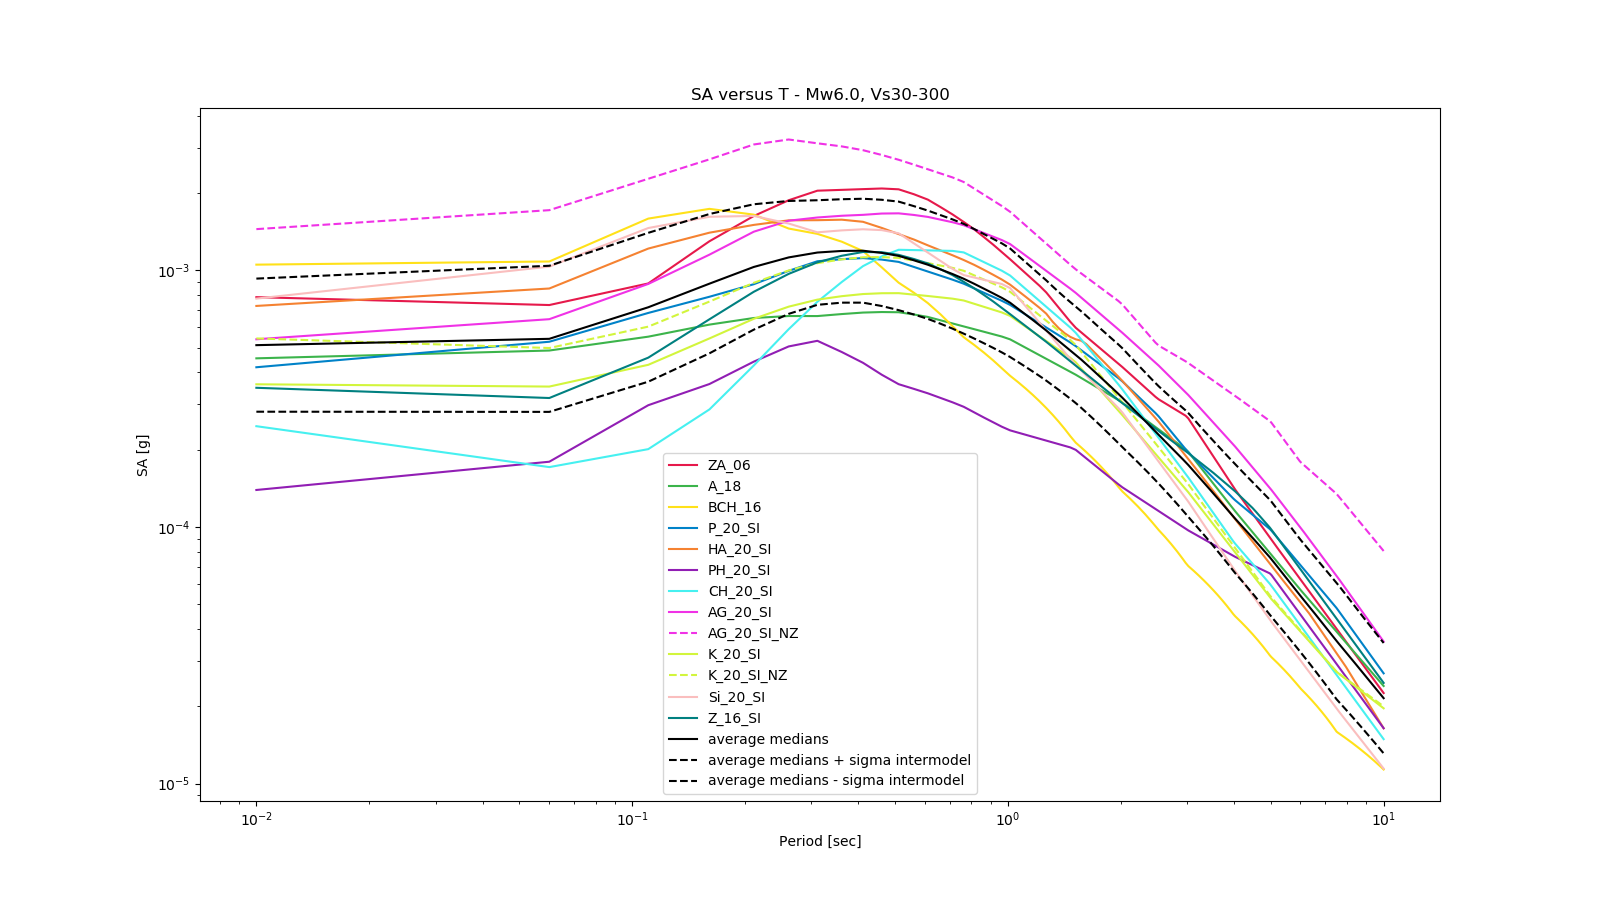 SA versus T - Mw6.0, Vs30-300
SA [g]
10⁻³
10⁻⁴
10⁻⁵
ZA_06
A_18
BCH_16
P_20_SI
HA_20_SI
PH_20_SI
CH_20_SI
AG_20_SI
AG_20_SI_NZ
K_20_SI
K_20_SI_NZ
Si_20_SI
Z_16_SI
average medians
average medians + sigma intermodel
average medians - sigma intermodel
10⁻²
10⁻¹
10⁰
10¹
Period [sec]